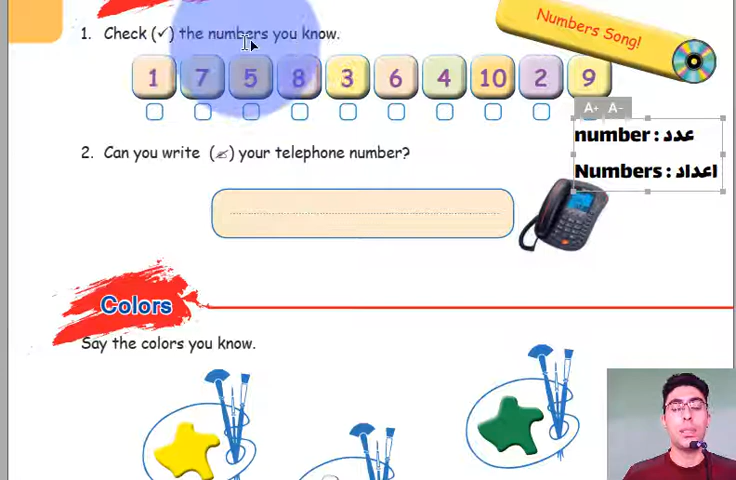 Numbers Song!
1. Check (✓) the numbers you know.
1 7 5 8 3 6 4 10 2 9
A+ A-
number : عدد
Numbers : اعداد
2. Can you write (✍) your telephone number?
Colors
Say the colors you know.